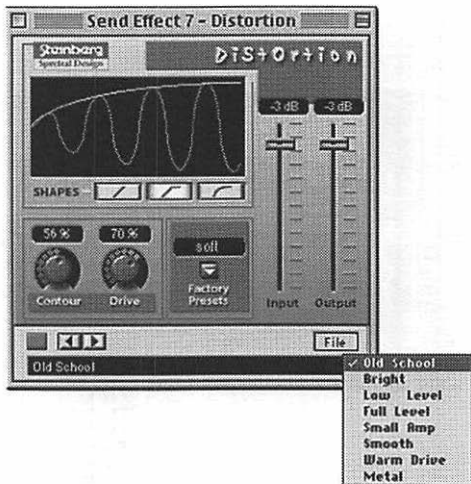 Send Effect 7 – Distortion
Steinberg
Spectral Design
DiStOrtion
-3 dB -3 dB
SHAPES
56 % 70 % soft
Contour Drive Factory Presets Input Output
File
Old School
✓ Old School
Bright
Low Level
Full Level
Small Amp
Smooth
Warm Drive
Metal